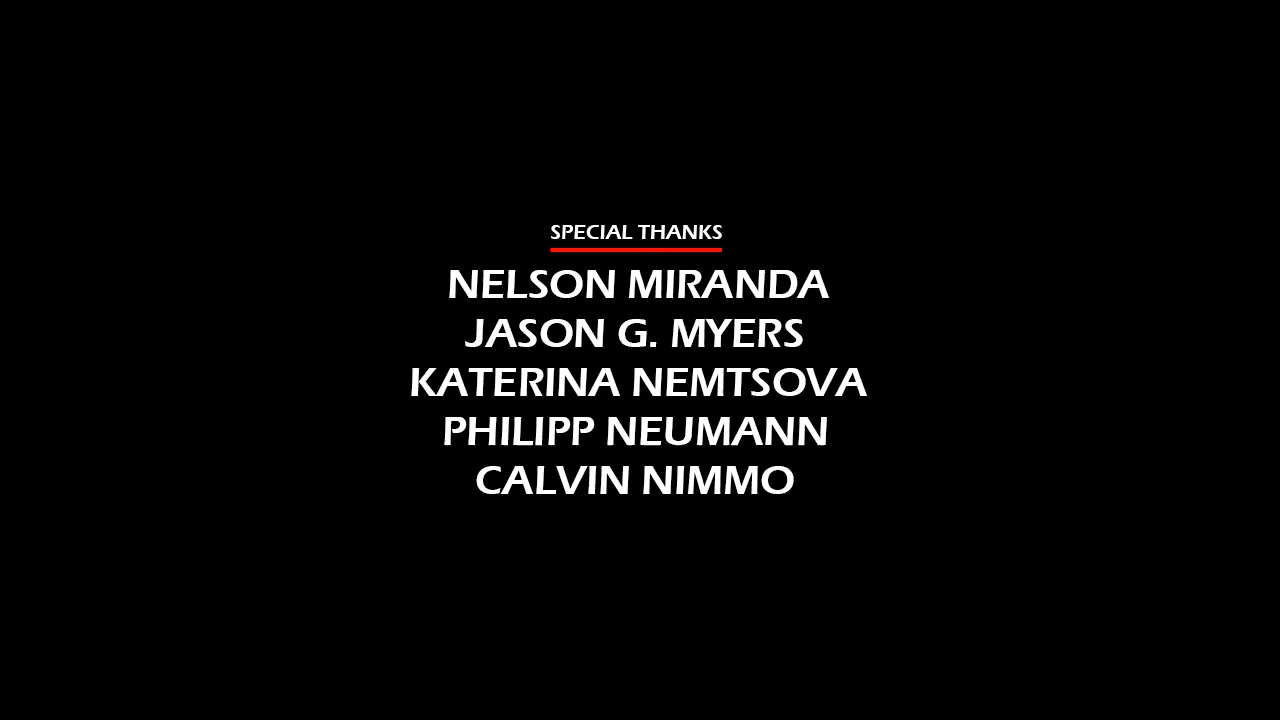 SPECIAL THANKS
NELSON MIRANDA
JASON G. MYERS
KATERINA NEMTSOVA
PHILIPP NEUMANN
CALVIN NIMMO